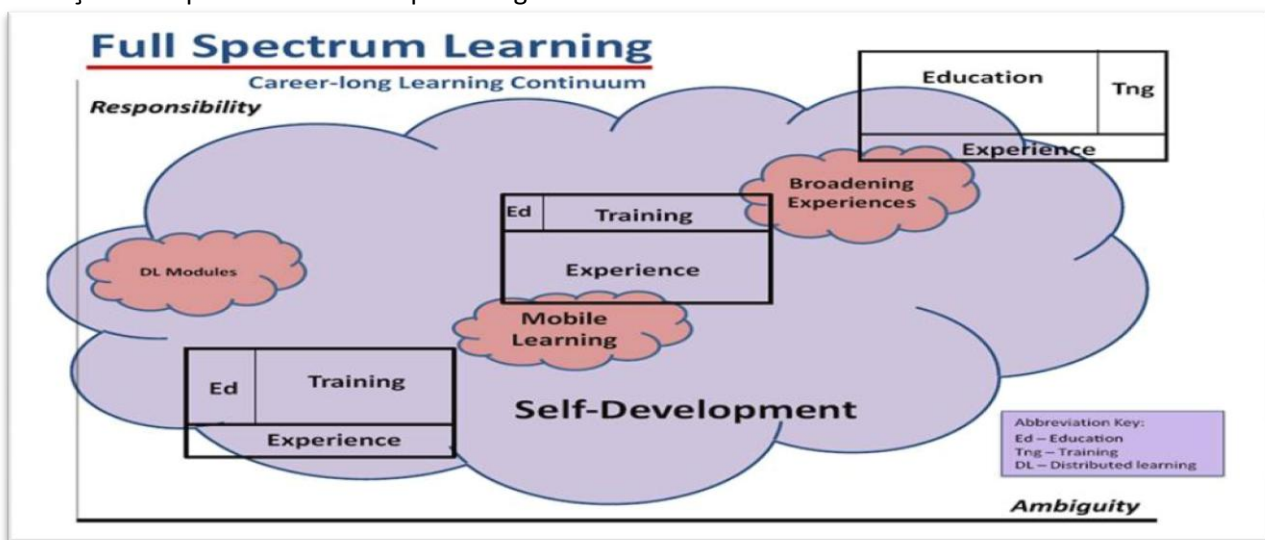 Full Spectrum Learning
Career-long Learning Continuum
Responsibility
Education
Tng
Experience
Broadening
Experiences
Ed
Training
Experience
DL Modules
Mobile
Learning
Ed
Training
Experience
Self-Development
Abbreviation Key:
Ed – Education
Tng – Training
DL – Distributed learning
Ambiguity